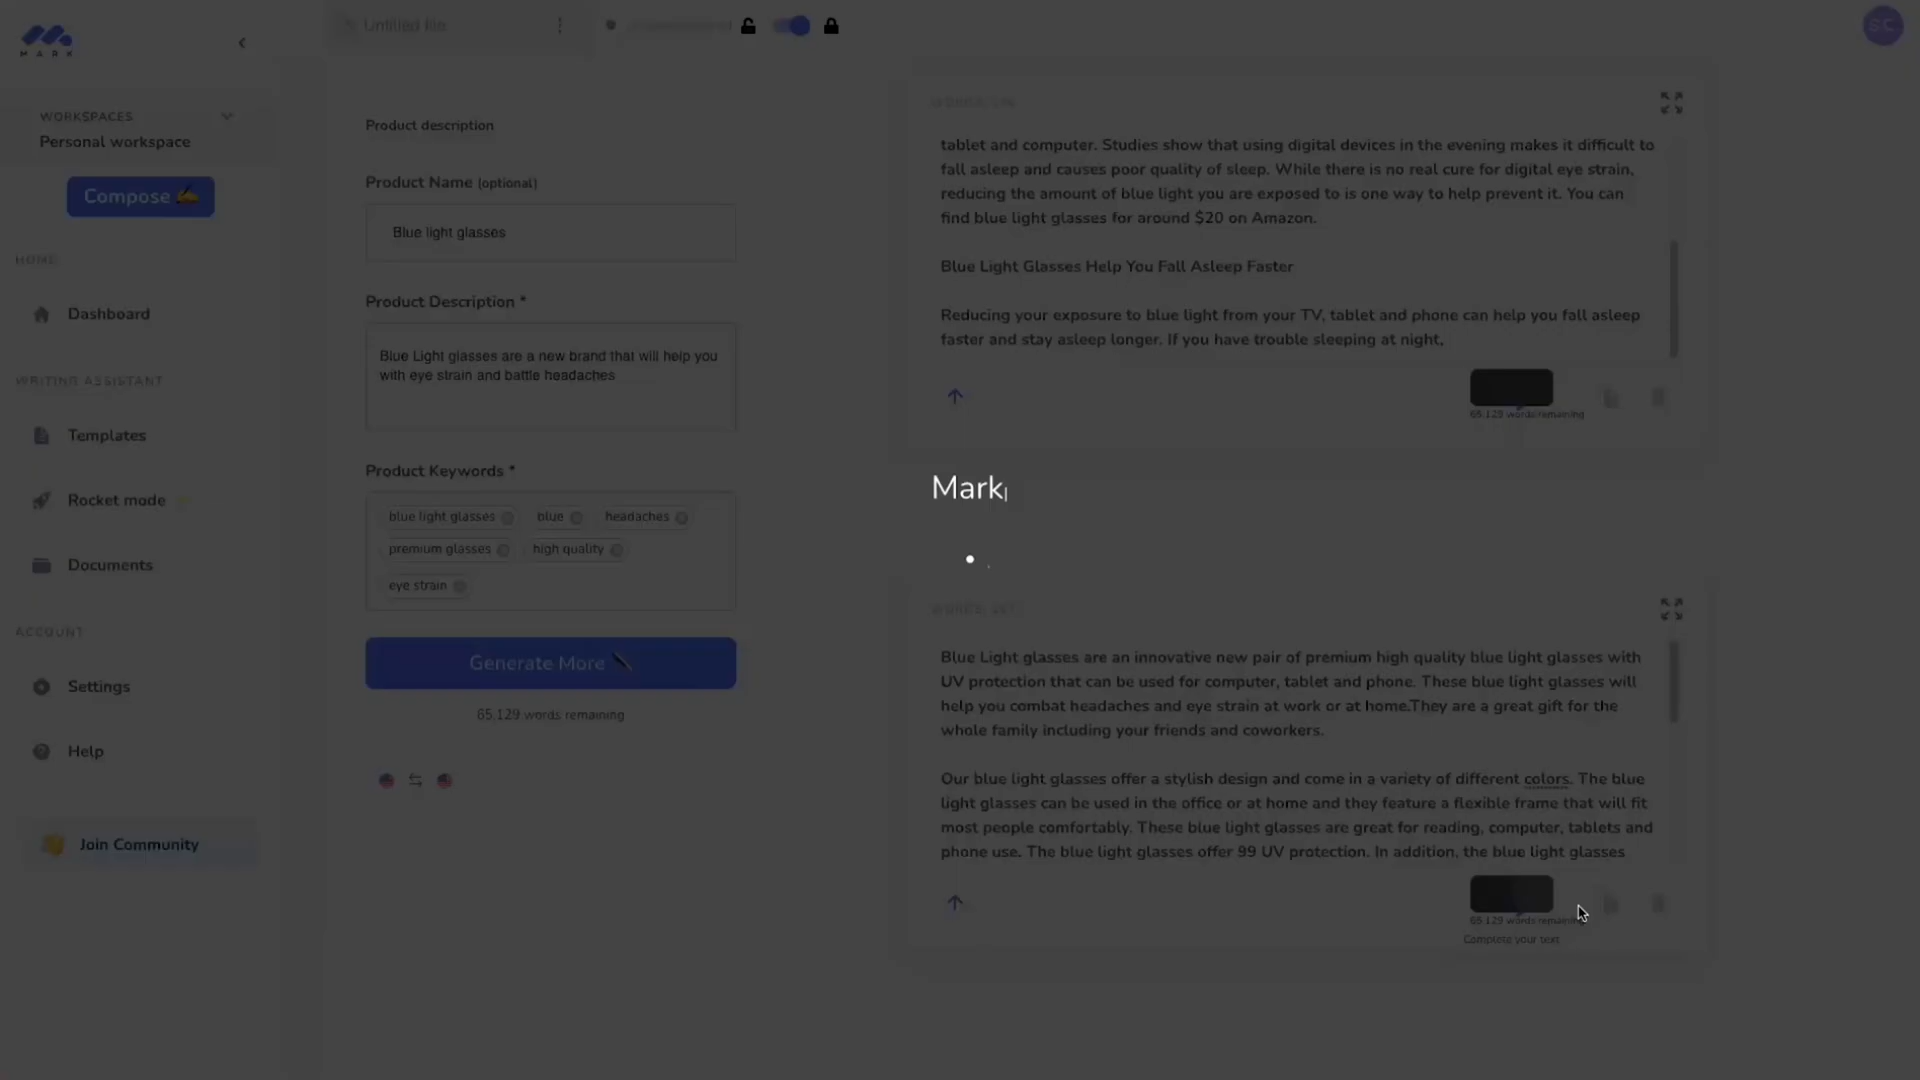 MARK
Untitled file
SC
WORKSPACES
Personal workspace
Compose
HOME
Dashboard
WRITING ASSISTANT
Templates
Rocket mode
Documents
ACCOUNT
Settings
Help
Join Community
Product description
Product Name (optional)
Blue light glasses
Product Description *
Blue Light glasses are a new brand that will help you
with eye strain and battle headaches
Product Keywords *
blue light glasses
blue
headaches
premium glasses
high quality
eye strain
Generate More
65,129 words remaining
WORDS:
tablet and computer. Studies show that using digital devices in the evening makes it difficult to
fall asleep and causes poor quality of sleep. While there is no real cure for digital eye strain,
reducing the amount of blue light you are exposed to is one way to help prevent it. You can
find blue light glasses for around $20 on Amazon.
Blue Light Glasses Help You Fall Asleep Faster
Reducing your exposure to blue light from your TV, tablet and phone can help you fall asleep
faster and stay asleep longer. If you have trouble sleeping at night,
65,129 words remaining
Mark
WORDS:
Blue Light glasses are an innovative new pair of premium high quality blue light glasses with
UV protection that can be used for computer, tablet and phone. These blue light glasses will
help you combat headaches and eye strain at work or at home.They are a great gift for the
whole family including your friends and coworkers.
Our blue light glasses offer a stylish design and come in a variety of different colors. The blue
light glasses can be used in the office or at home and they feature a flexible frame that will fit
most people comfortably. These blue light glasses are great for reading, computer, tablets and
phone use. The blue light glasses offer 99 UV protection. In addition, the blue light glasses
65,129 words remaining
Complete your text